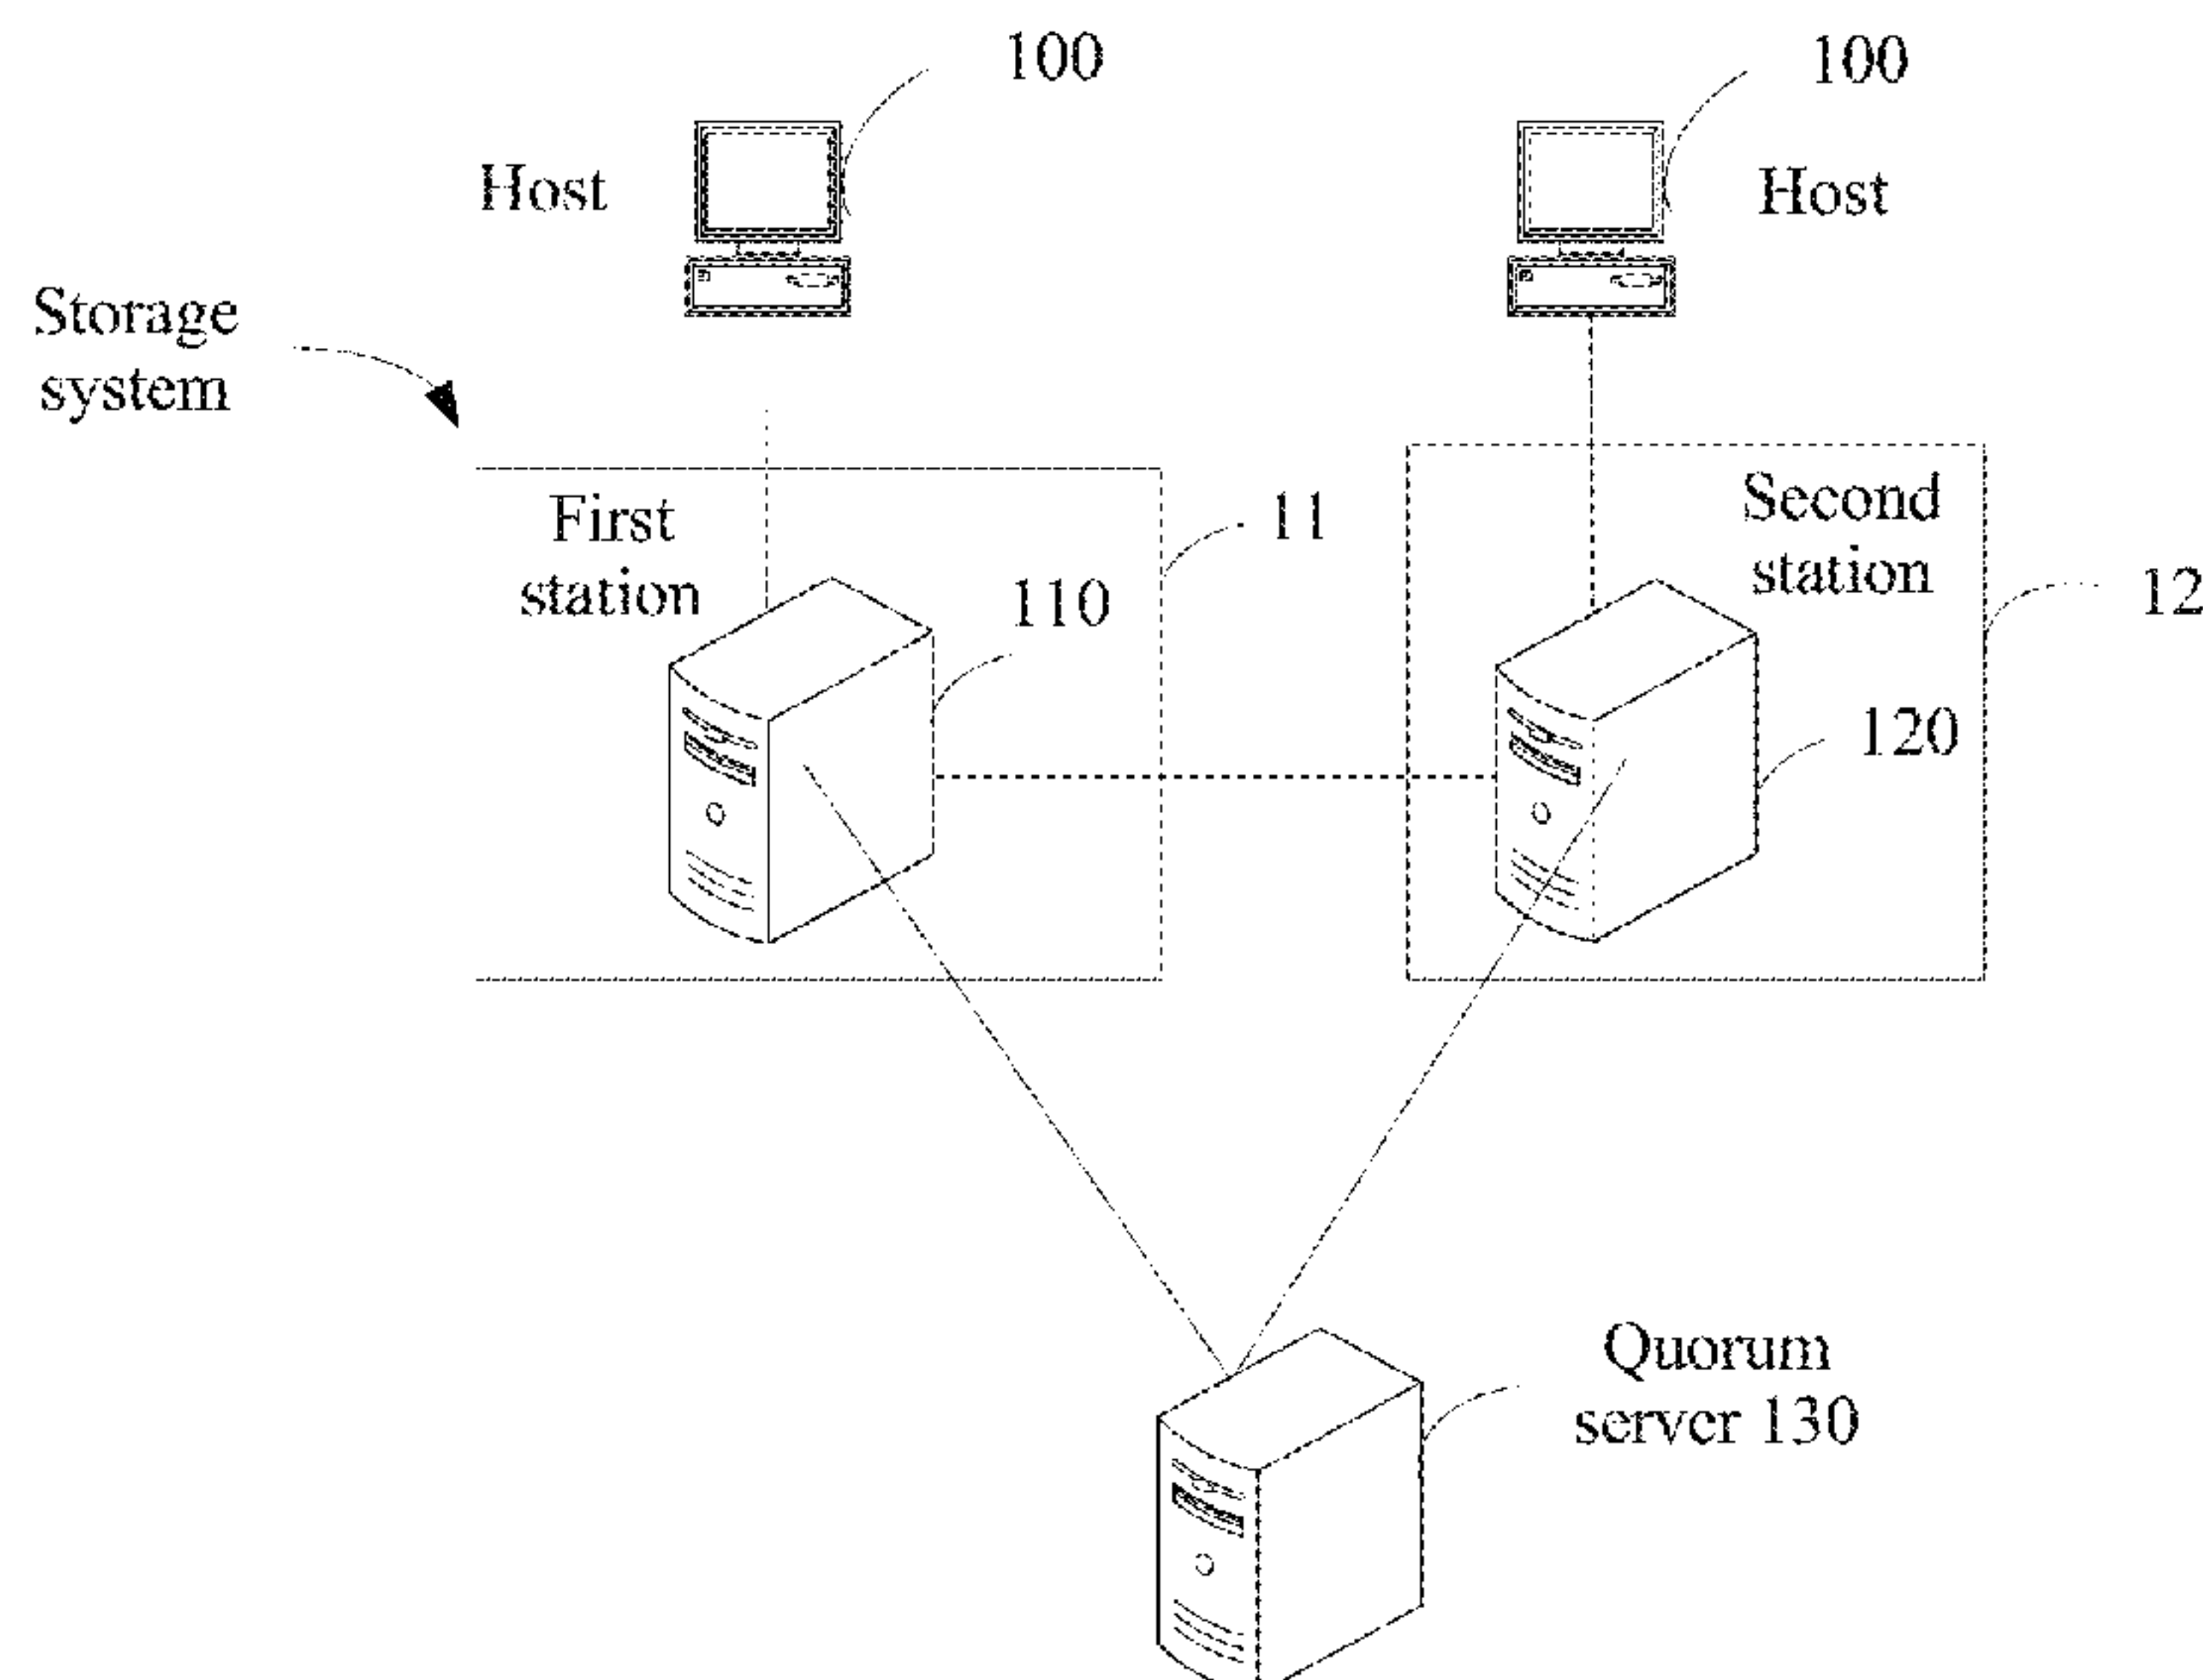 100
100
Host
Host
Storage
system
First
station
11
Second
station
12
110
120
Quorum
server 130